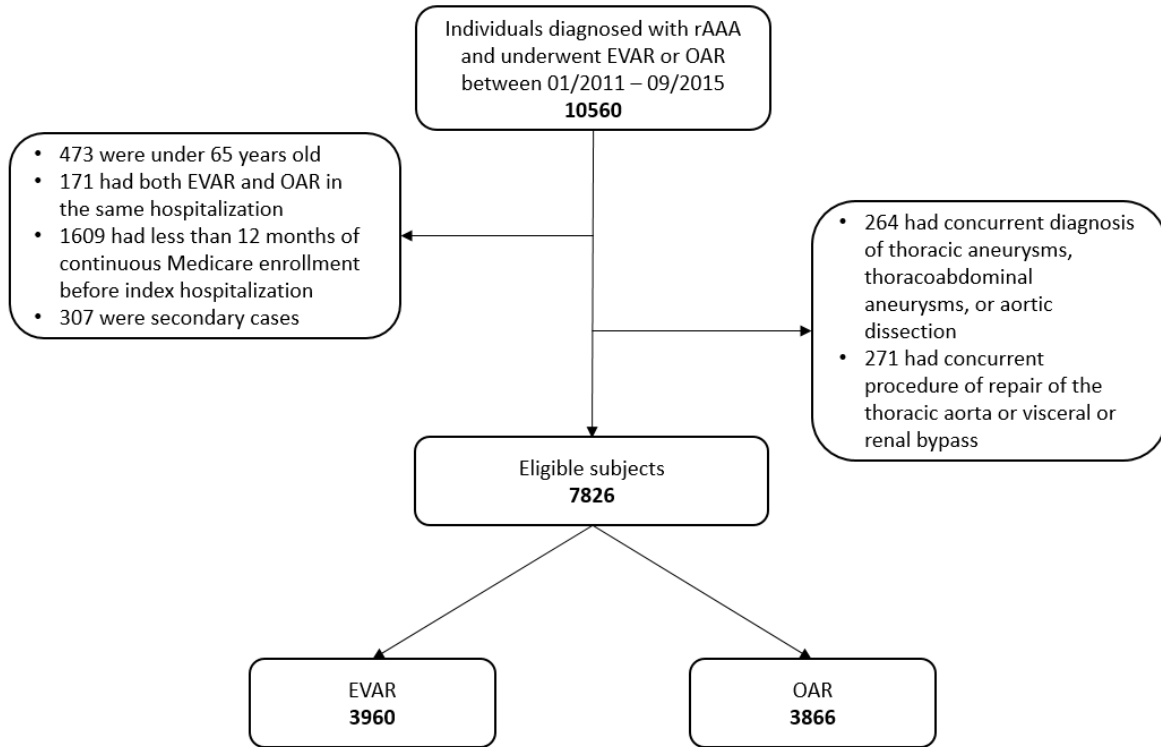 Individuals diagnosed with rAAA
and underwent EVAR or OAR
between 01/2011 – 09/2015
10560
• 473 were under 65 years old
• 171 had both EVAR and OAR in
the same hospitalization
• 1609 had less than 12 months of
continuous Medicare enrollment
before index hospitalization
• 307 were secondary cases
• 264 had concurrent diagnosis
of thoracic aneurysms,
thoracoabdominal
aneurysms, or aortic
dissection
• 271 had concurrent
procedure of repair of the
thoracic aorta or visceral or
renal bypass
Eligible subjects
7826
EVAR
3960
OAR
3866